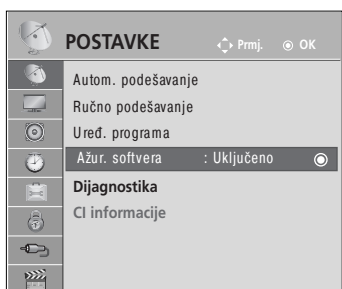 POSTAVKE Prmj. OK
Autom. podešavanje
Ručno podešavanje
Uređ. programa
Ažur. softvera : Uključeno
Dijagnostika
CI informacije